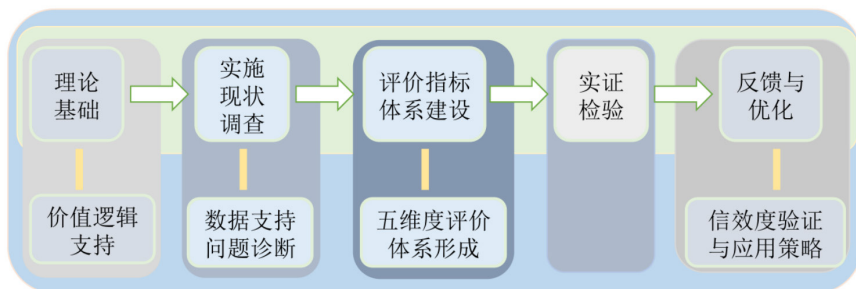 理论
基础
实施
现状
调查
评价指标
体系建设
实证
检验
反馈与
优化
价值逻辑
支持
数据支持
问题诊断
五维度评价
体系形成
信效度验证
与应用策略